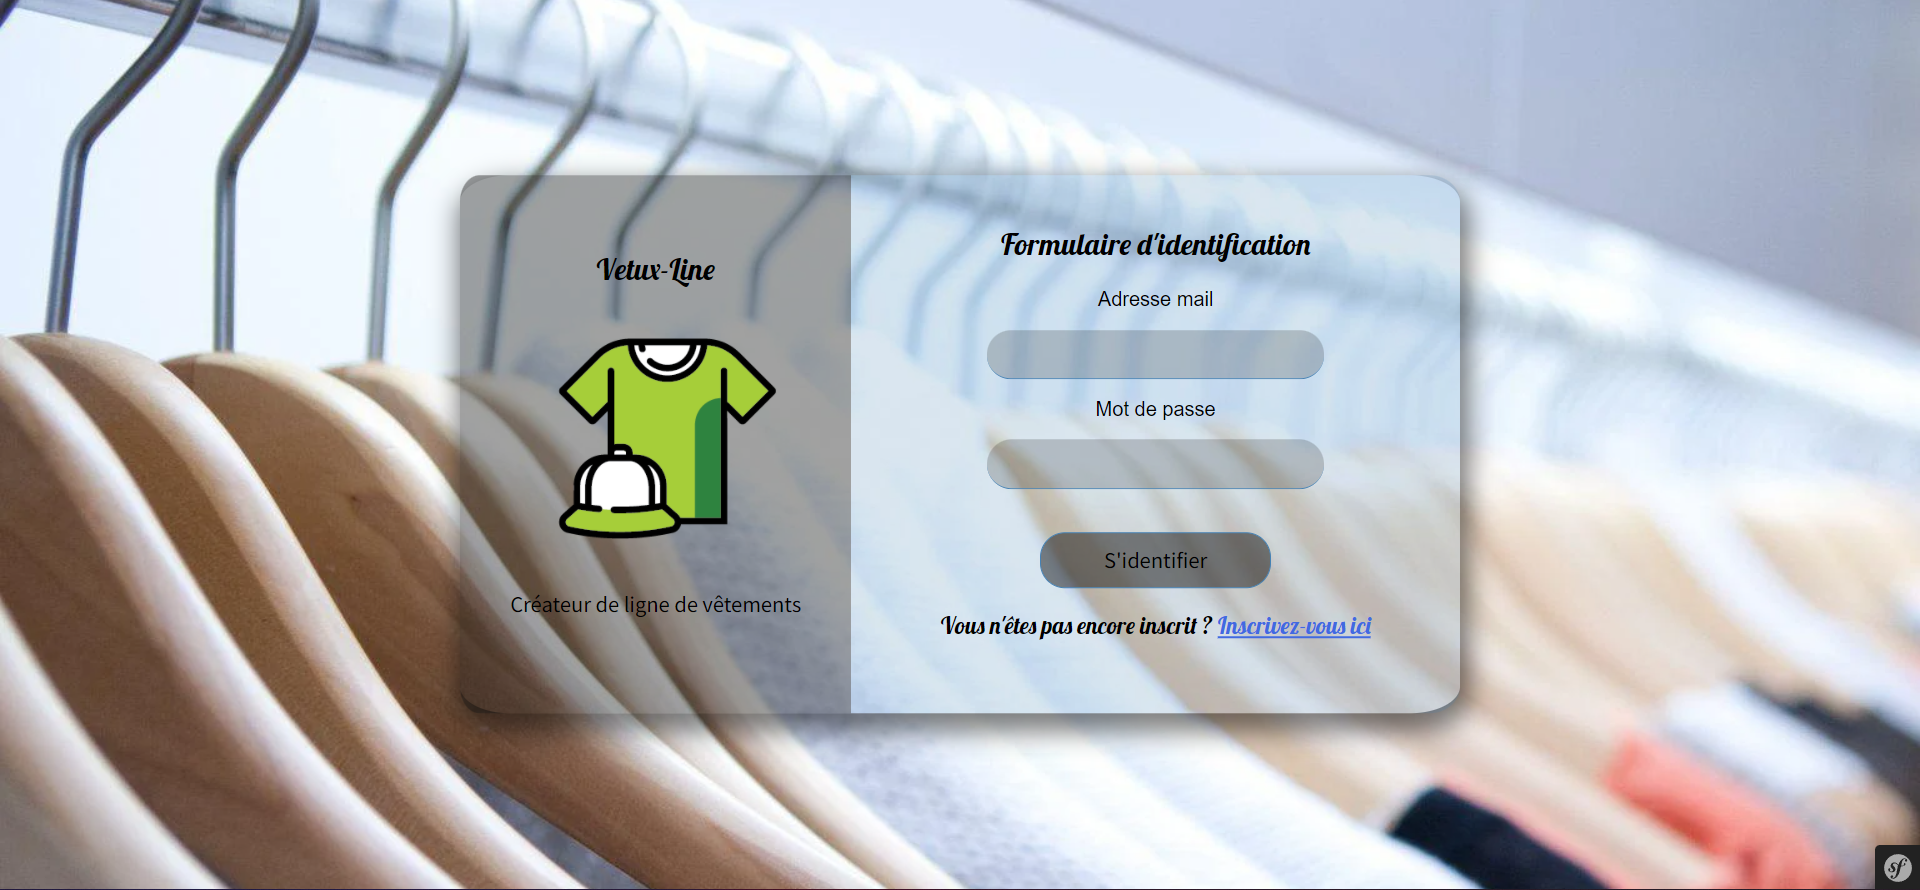 Vetux-Line
Créateur de ligne de vêtements
Formulaire d'identification
Adresse mail
Mot de passe
S'identifier
Vous n'êtes pas encore inscrit ? Inscrivez-vous ici
sf